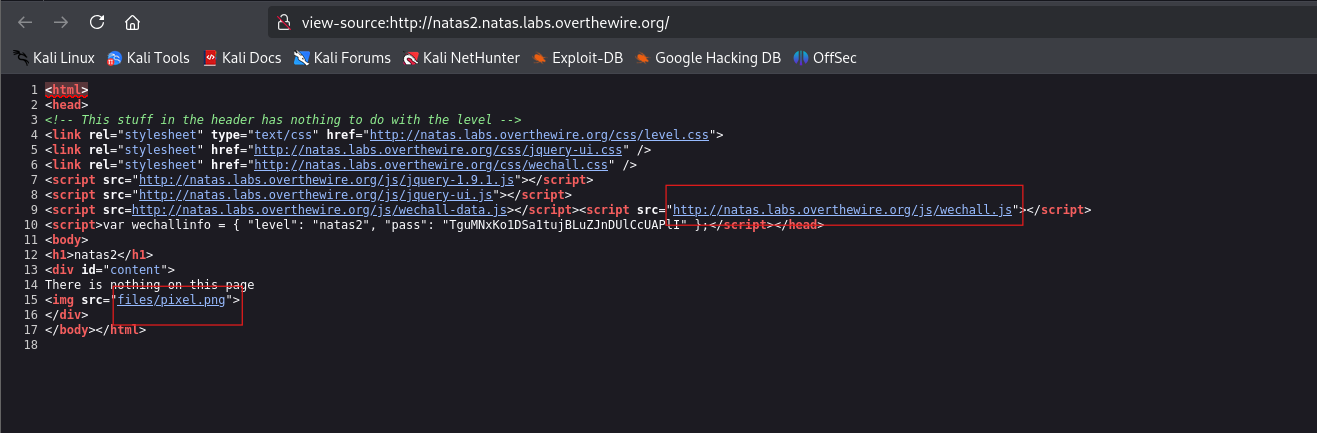 view-source:http://natas2.natas.labs.overthewire.org/
Kali Linux Kali Tools Kali Docs Kali Forums Kali NetHunter Exploit-DB Google Hacking DB OffSec
1 <html>
2 <head>
3 <!-- This stuff in the header has nothing to do with the level -->
4 <link rel="stylesheet" type="text/css" href="http://natas.labs.overthewire.org/css/level.css">
5 <link rel="stylesheet" href="http://natas.labs.overthewire.org/css/jquery-ui.css" />
6 <link rel="stylesheet" href="http://natas.labs.overthewire.org/css/wechall.css" />
7 <script src="http://natas.labs.overthewire.org/js/jquery-1.9.1.js"></script>
8 <script src="http://natas.labs.overthewire.org/js/jquery-ui.js"></script>
9 <script src=http://natas.labs.overthewire.org/js/wechall-data.js></script><script src="http://natas.labs.overthewire.org/js/wechall.js"></script>
10 <script>var wechallinfo = { "level": "natas2", "pass": "TguMNxKo1DSa1tujBLuZJnDUlCcUAPlI" };</script></head>
11 <body>
12 <h1>natas2</h1>
13 <div id="content">
14 There is nothing on this page
15 <img src="files/pixel.png">
16 </div>
17 </body></html>
18